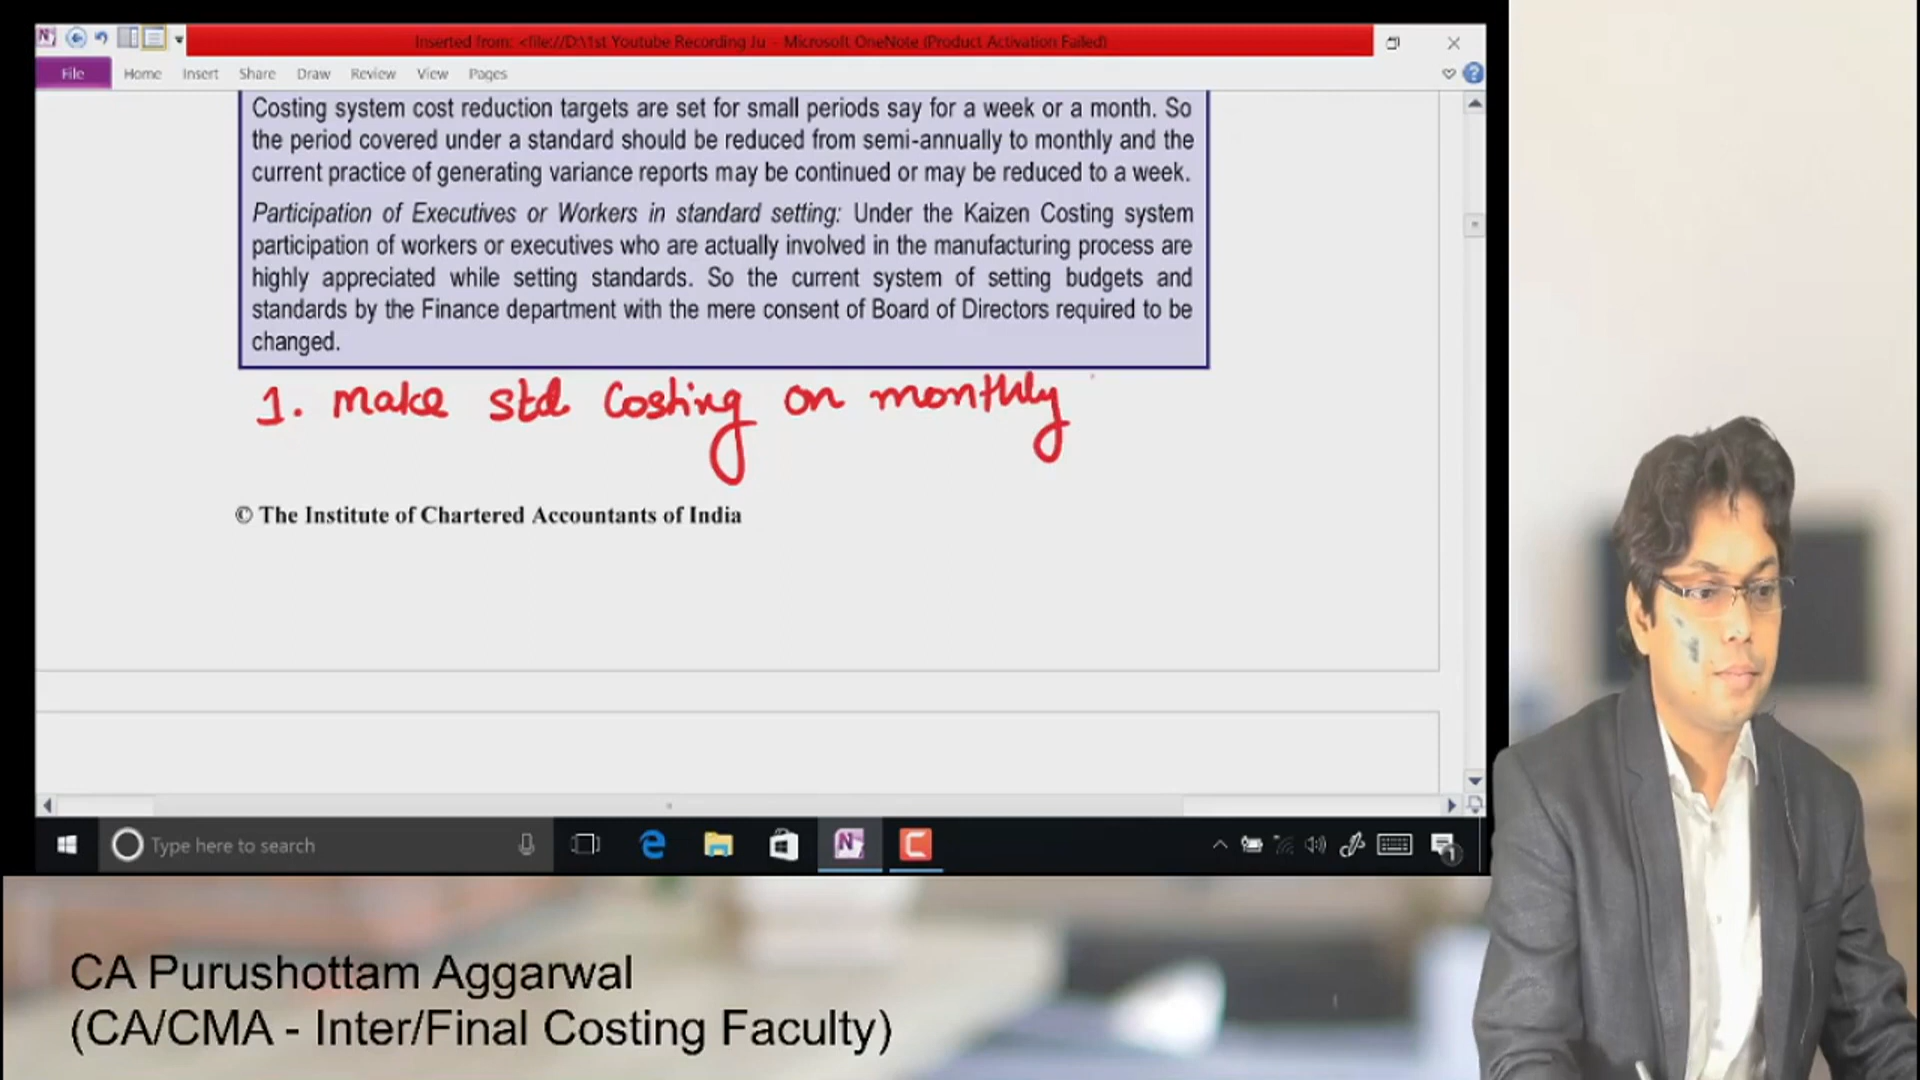 Inserted from: <file://D:\1st Youtube Recording Ju - Microsoft OneNote (Product Activation Failed)
File Home Insert Share Draw Review View Pages
Costing system cost reduction targets are set for small periods say for a week or a month. So
the period covered under a standard should be reduced from semi-annually to monthly and the
current practice of generating variance reports may be continued or may be reduced to a week.
Participation of Executives or Workers in standard setting: Under the Kaizen Costing system
participation of workers or executives who are actually involved in the manufacturing process are
highly appreciated while setting standards. So the current system of setting budgets and
standards by the Finance department with the mere consent of Board of Directors required to be
changed.
1. Make std Costing on monthly
© The Institute of Chartered Accountants of India
Type here to search
1
CA Purushottam Aggarwal
(CA/CMA - Inter/Final Costing Faculty)